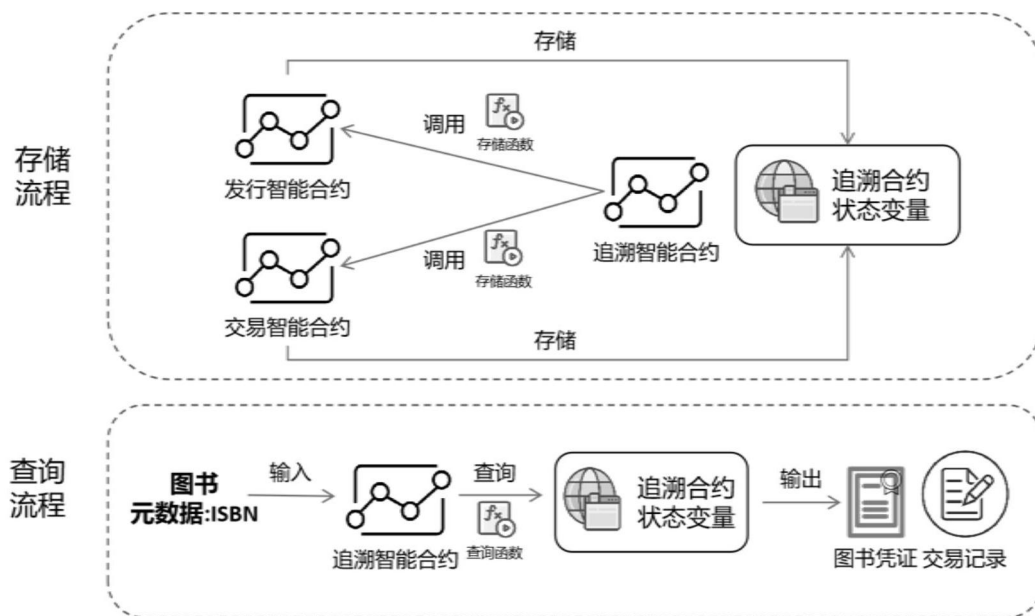 存储
存储
流程
调用
fx
存储函数
发行智能合约
追溯智能合约
追溯合约
状态变量
调用
fx
存储函数
交易智能合约
存储
查询
流程
图书
元数据:ISBN
输入
追溯智能合约
查询
fx
查询函数
追溯合约
状态变量
输出
图书凭证
交易记录